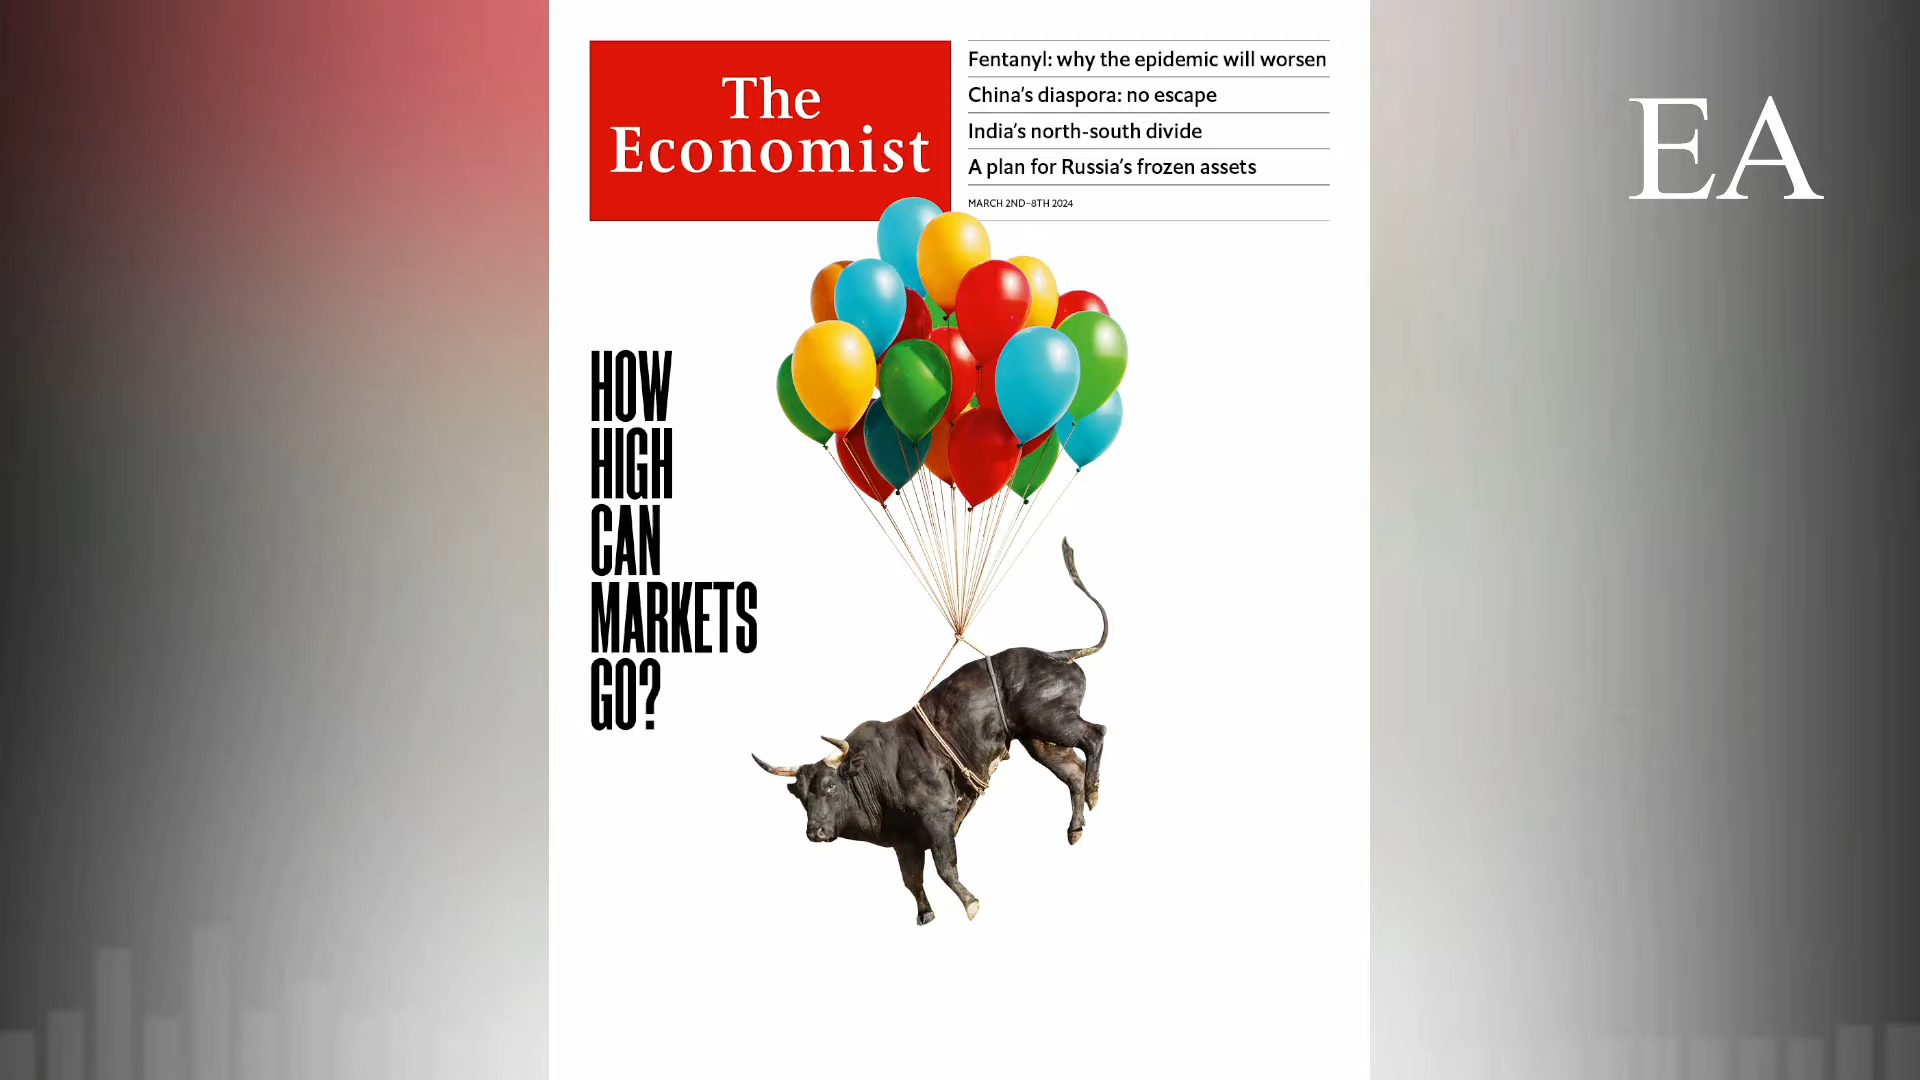 The
Economist
Fentanyl: why the epidemic will worsen
China's diaspora: no escape
India's north-south divide
A plan for Russia's frozen assets
MARCH 2ND–8TH 2024
EA
HOW
HIGH
CAN
MARKETS
GO?